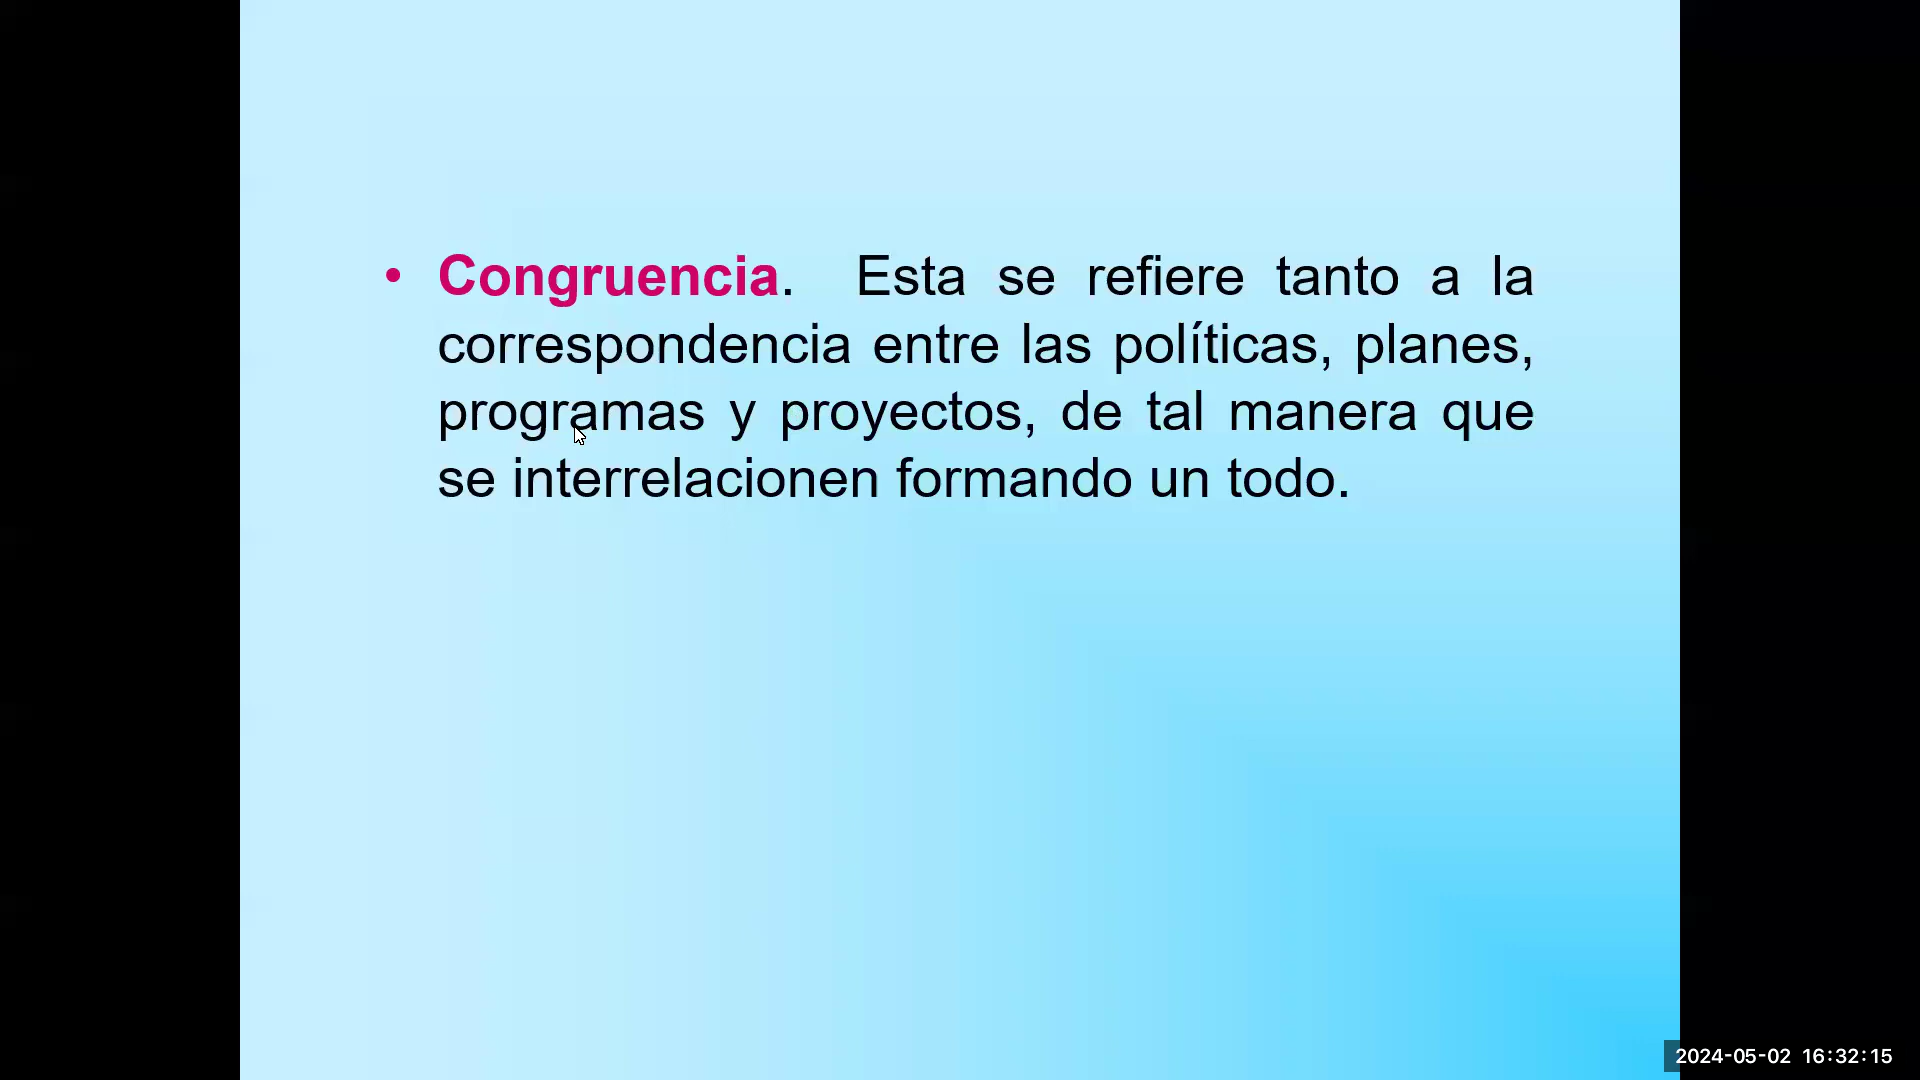 • Congruencia. Esta se refiere tanto a la
correspondencia entre las políticas, planes,
programas y proyectos, de tal manera que
se interrelacionen formando un todo.
2024-05-02 16:32:15